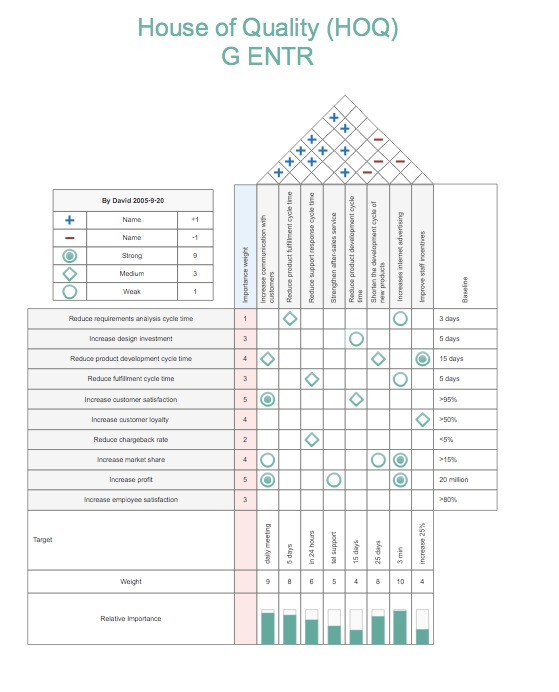 House of Quality (HOQ)
G ENTR
By David 2005-9-20
Name +1
Name -1
Strong 9
Medium 3
Weak 1
Importance weight
Increase communication with customers
Reduce product fulfillment cycle time
Reduce support response cycle time
Strengthen after-sales service
Reduce product development cycle time
Shorten the development cycle of new products
Increases internet advertising
Improve staff incentives
Baseline
Reduce requirements analysis cycle time 1 3 days
Increase design investment 3 5 days
Reduce product development cycle time 4 15 days
Reduce fulfillment cycle time 3 5 days
Increase customer satisfaction 5 >95%
Increase customer loyalty 4 >50%
Reduce chargeback rate 2 <5%
Increase market share 4 >15%
Increase profit 5 20 million
Increase employee satisfaction 3 >80%
Target
daily meeting
5 days
in 24 hours
tel support
15 days
25 days
3 min
increase 25%
Weight 9 8 6 5 4 8 10 4
Relative Importance